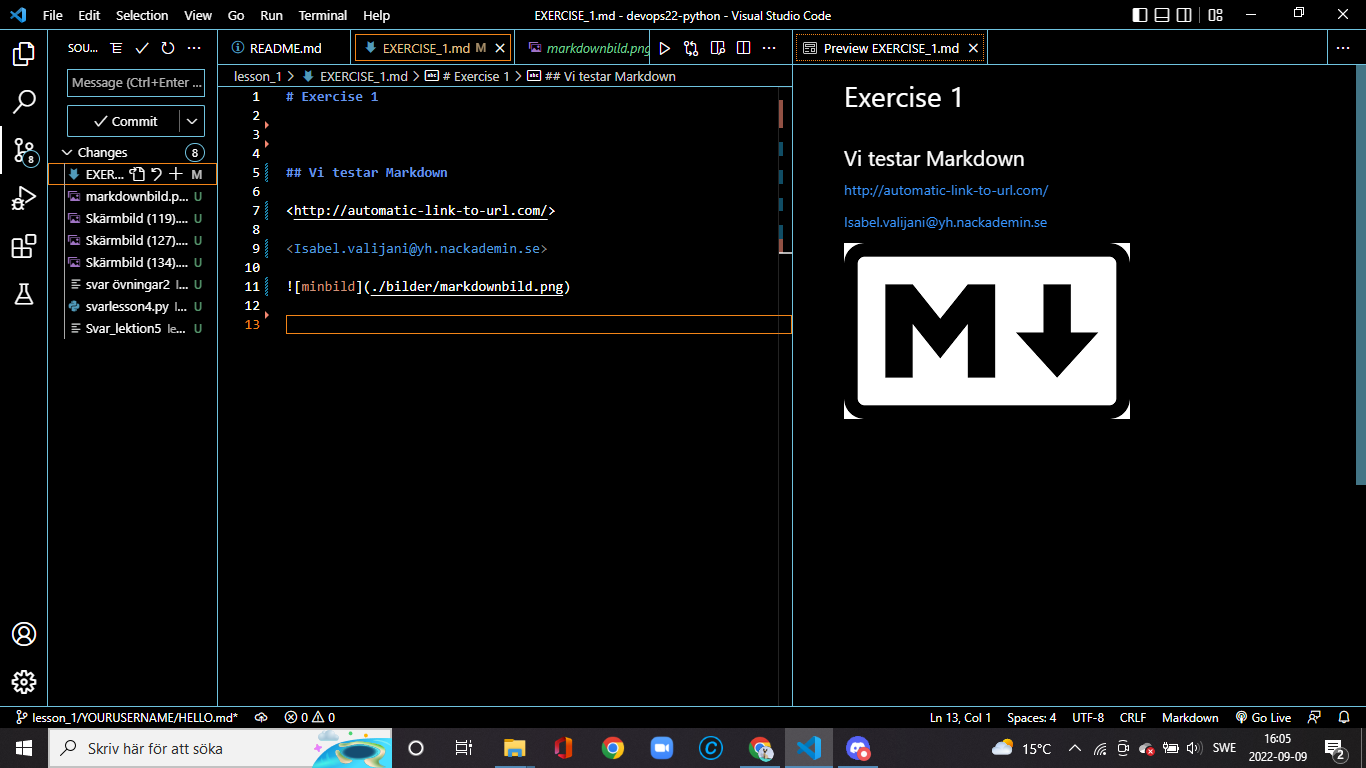 File Edit Selection View Go Run Terminal Help EXERCISE_1.md - devops22-python - Visual Studio Code
SOU...
README.md
EXERCISE_1.md M
markdownbild.png
Preview EXERCISE_1.md
Message (Ctrl+Enter ...
Commit
Changes 8
EXER... M
markdownbild.p... U
Skärmbild (119).... U
Skärmbild (127).... U
Skärmbild (134).... U
svar övningar2 l... U
svarlesson4.py l... U
Svar_lektion5 le... U
8
lesson_1 > EXERCISE_1.md > # Exercise 1 > ## Vi testar Markdown
1 # Exercise 1
2
3
4
5 ## Vi testar Markdown
6
7 <http://automatic-link-to-url.com/>
8
9 <Isabel.valijani@yh.nackademin.se>
10
11 ![minbild](./bilder/markdownbild.png)
12
13
Exercise 1
Vi testar Markdown
http://automatic-link-to-url.com/
Isabel.valijani@yh.nackademin.se
M
lesson_1/YOURUSERNAME/HELLO.md* 0 0 Ln 13, Col 1 Spaces: 4 UTF-8 CRLF Markdown Go Live
Skriv här för att söka
15°C
SWE
16:05
2022-09-09
2